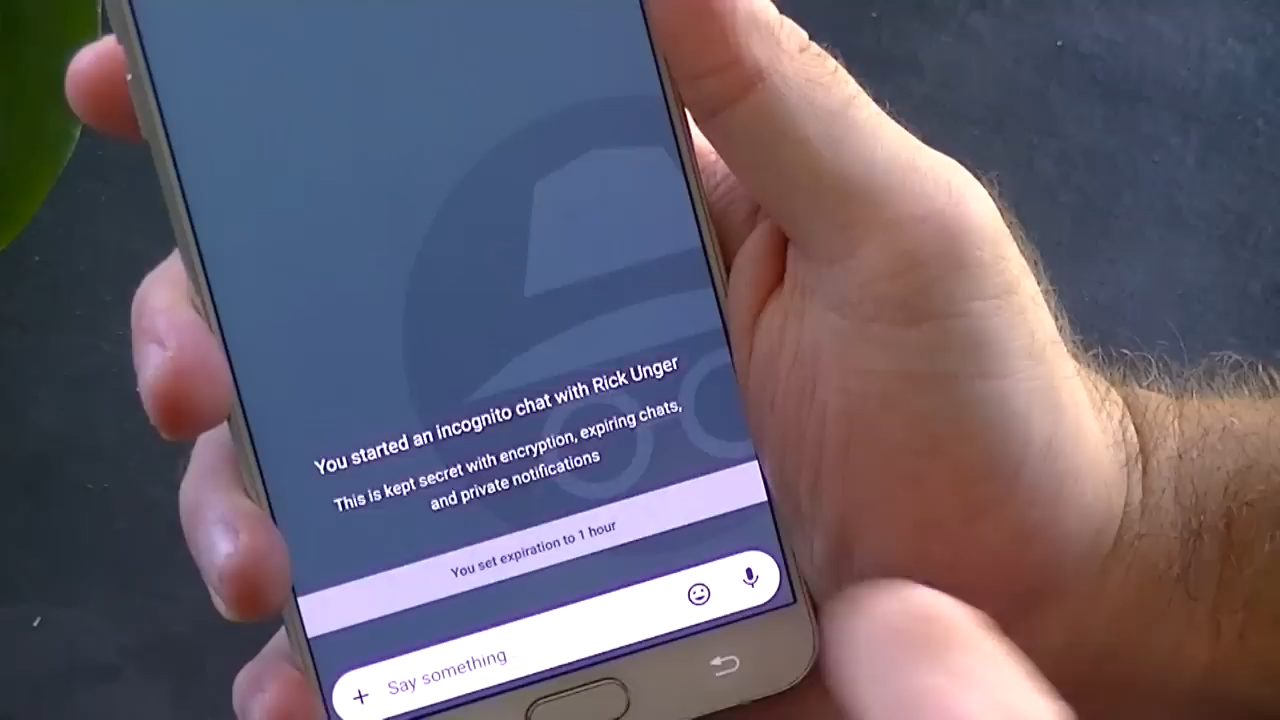 You started an incognito chat with Rick Unger
This is kept secret with encryption, expiring chats,
and private notifications
You set expiration to 1 hour
Say something